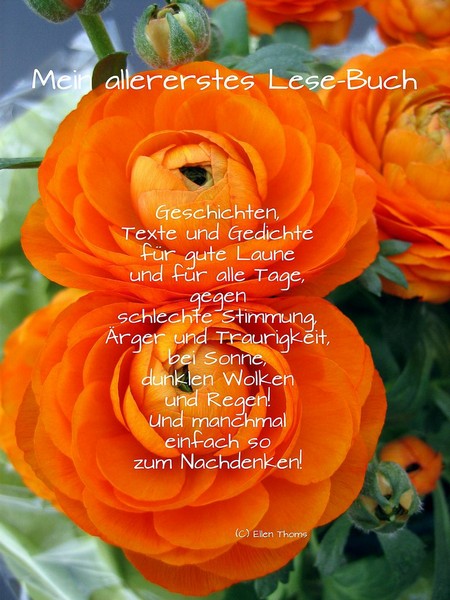 Mein allererstes Lese-Buch
Geschichten,
Texte und Gedichte
für gute Laune
und für alle Tage,
gegen
schlechte Stimmung,
Ärger und Traurigkeit,
bei Sonne,
dunklen Wolken
und Regen!
Und manchmal
einfach so
zum Nachdenken!
(C) Ellen Thoms